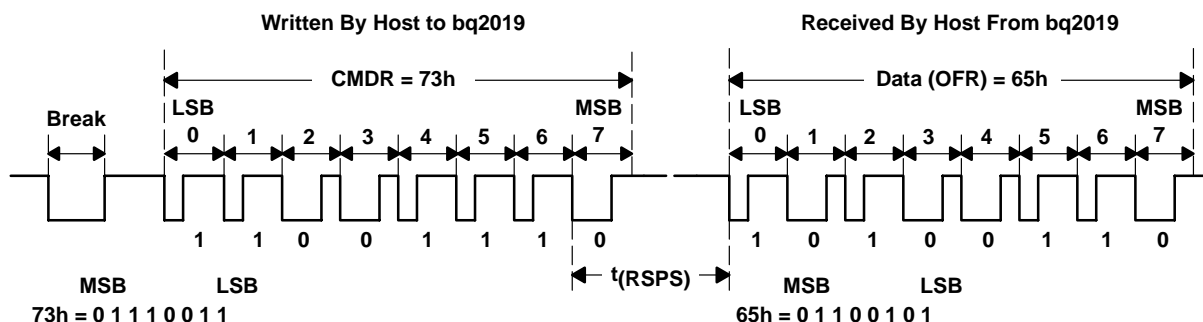 Written By Host to bq2019
Received By Host From bq2019
CMDR = 73h
Data (OFR) = 65h
Break
LSB
MSB
LSB
MSB
0 1 2 3 4 5 6 7
0 1 2 3 4 5 6 7
1 1 0 0 1 1 1 0
1 0 1 0 0 1 1 0
t(RSPS)
MSB LSB
MSB LSB
73h = 0 1 1 1 0 0 1 1
65h = 0 1 1 0 0 1 0 1